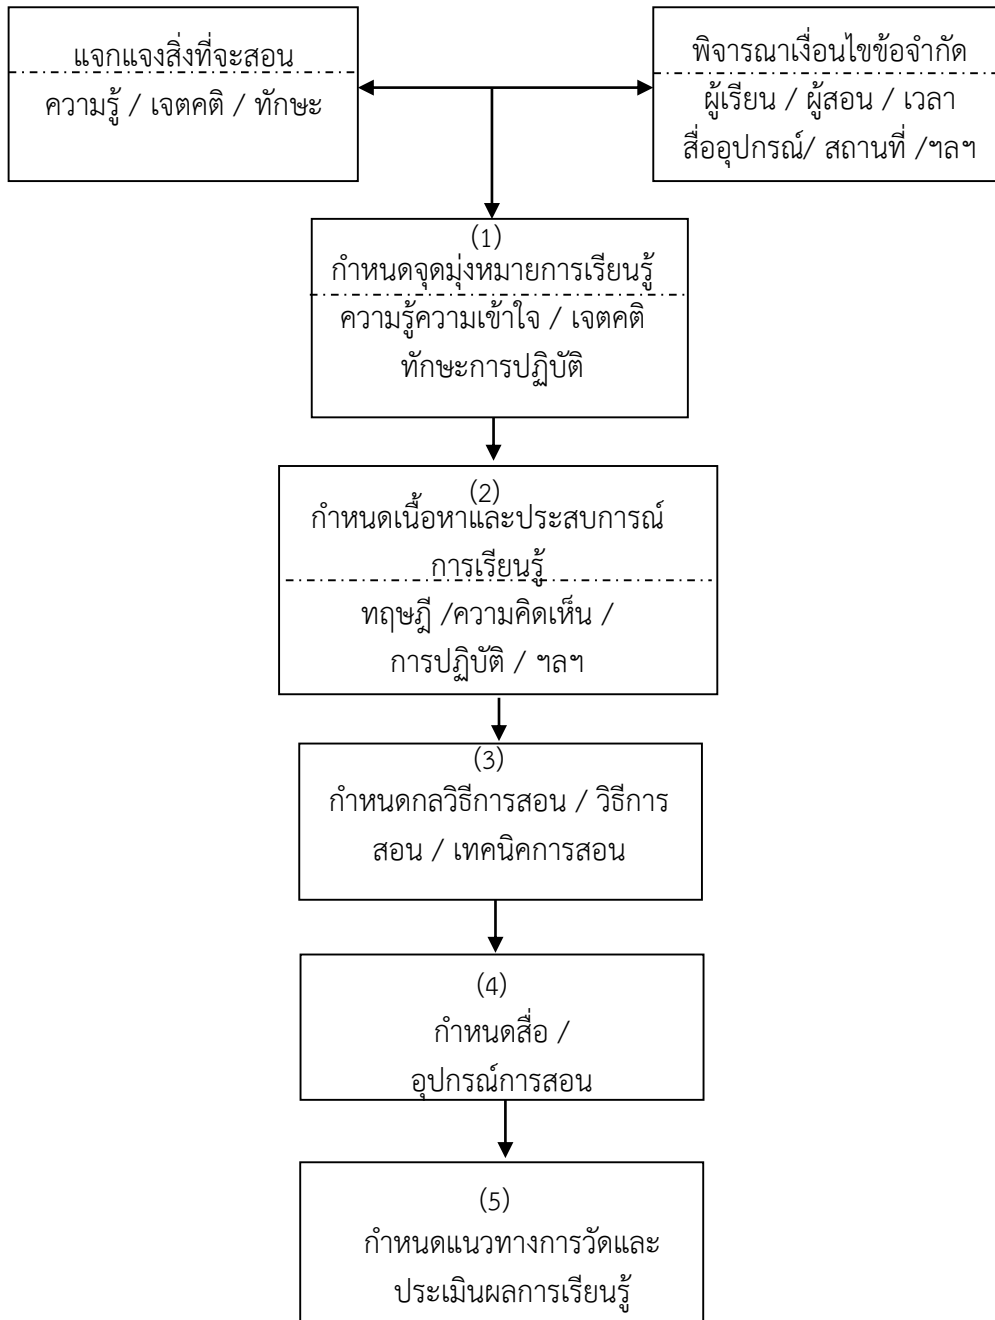 แจกแจงสิ่งที่จะสอน
ความรู้ / เจตคติ / ทักษะ
พิจารณาเงื่อนไขข้อจำกัด
ผู้เรียน / ผู้สอน / เวลา
สื่ออุปกรณ์/ สถานที่ /ฯลฯ
(1)
กำหนดจุดมุ่งหมายการเรียนรู้
ความรู้ความเข้าใจ / เจตคติ
ทักษะการปฏิบัติ
(2)
กำหนดเนื้อหาและประสบการณ์
การเรียนรู้
ทฤษฎี /ความคิดเห็น /
การปฏิบัติ / ฯลฯ
(3)
กำหนดกลวิธีการสอน / วิธีการ
สอน / เทคนิคการสอน
(4)
กำหนดสื่อ /
อุปกรณ์การสอน
(5)
กำหนดแนวทางการวัดและ
ประเมินผลการเรียนรู้